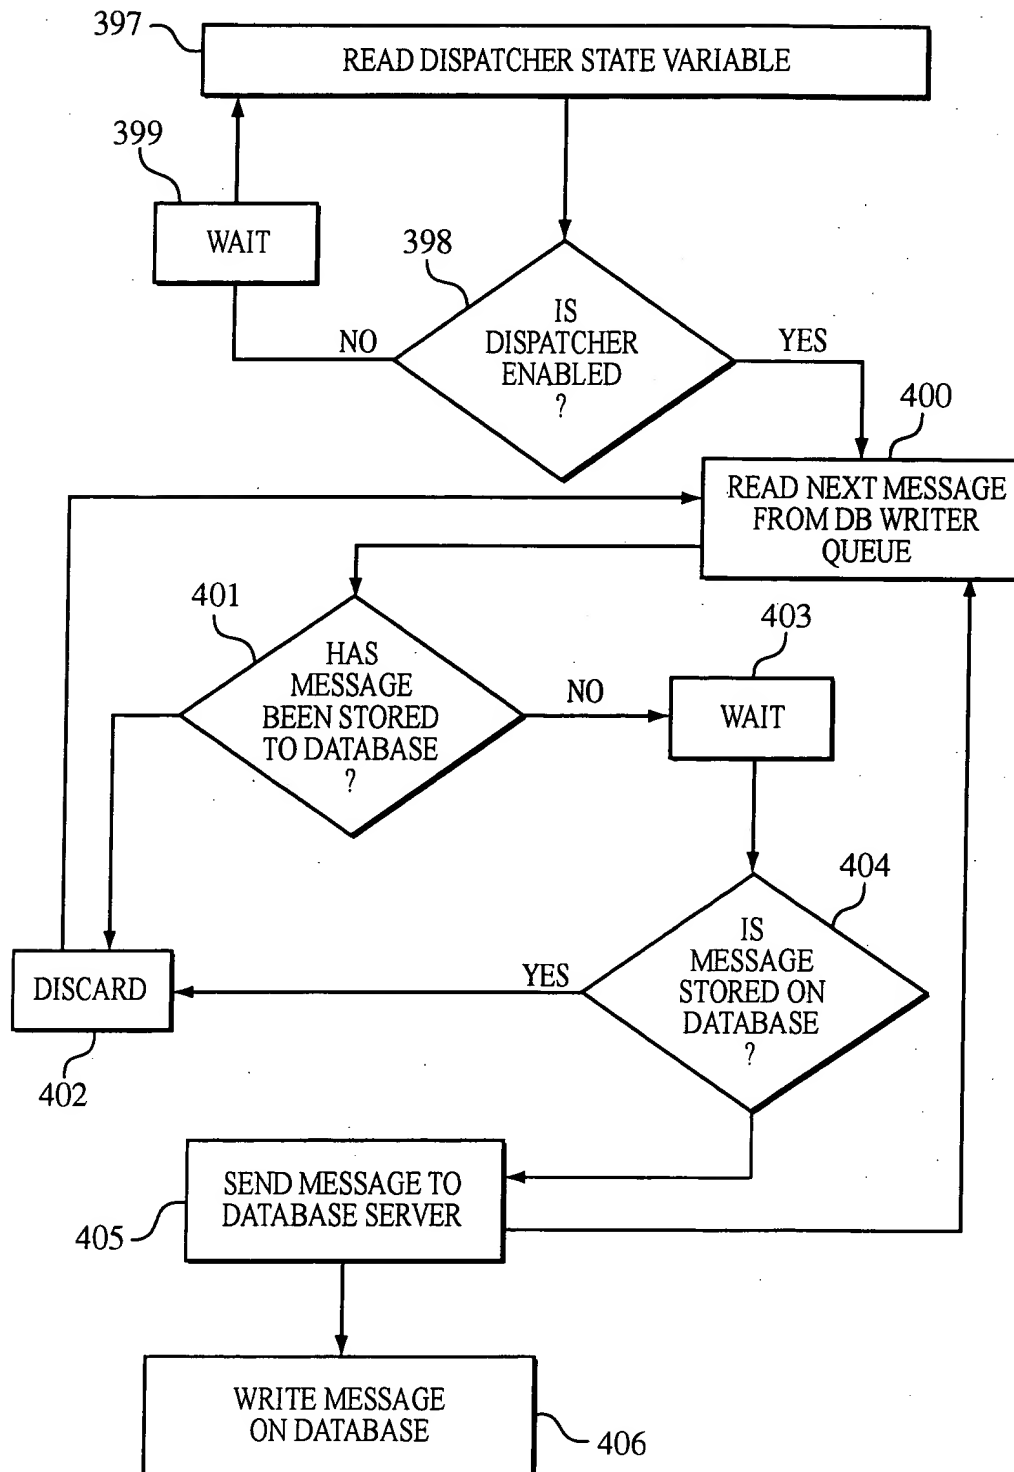 397
READ DISPATCHER STATE VARIABLE
399
WAIT
398
IS
DISPATCHER
ENABLED
?
NO
YES
400
READ NEXT MESSAGE
FROM DB WRITER
QUEUE
401
HAS
MESSAGE
BEEN STORED
TO DATABASE
?
NO
403
WAIT
404
IS
MESSAGE
STORED ON
DATABASE
?
YES
DISCARD
402
SEND MESSAGE TO
DATABASE SERVER
405
WRITE MESSAGE
ON DATABASE
406